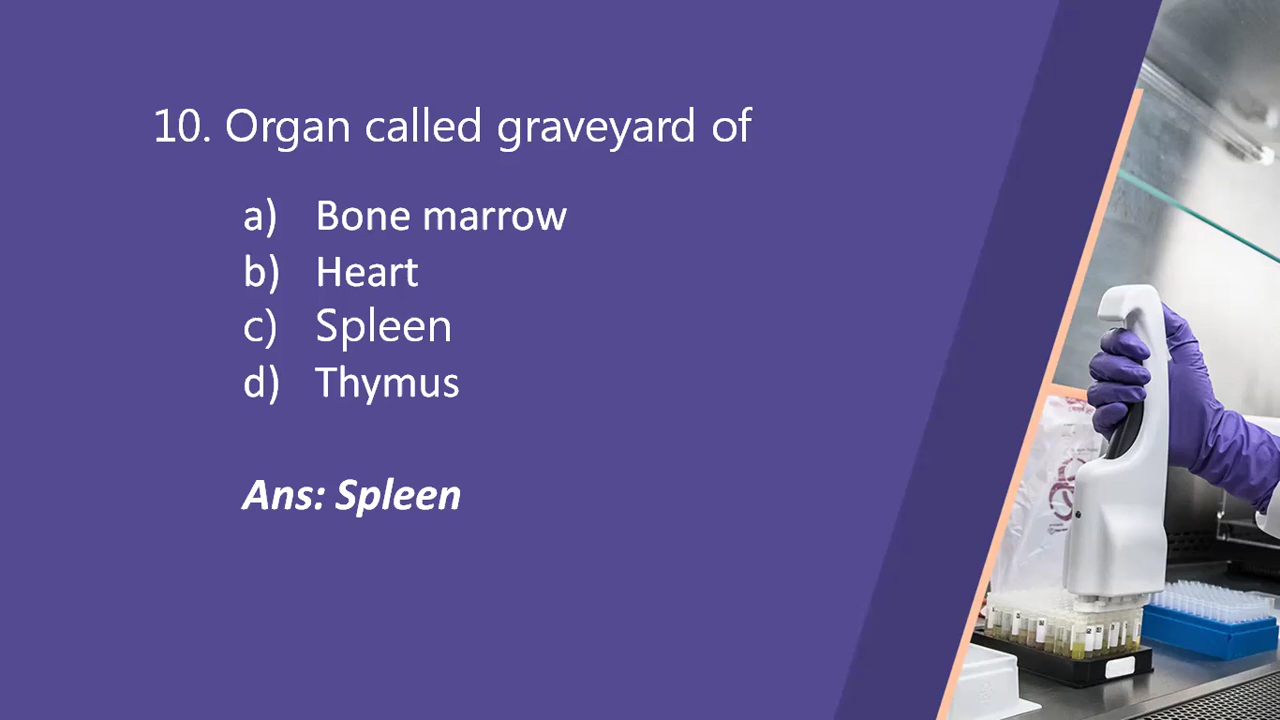 10. Organ called graveyard of
a) Bone marrow
b) Heart
c) Spleen
d) Thymus
Ans: Spleen